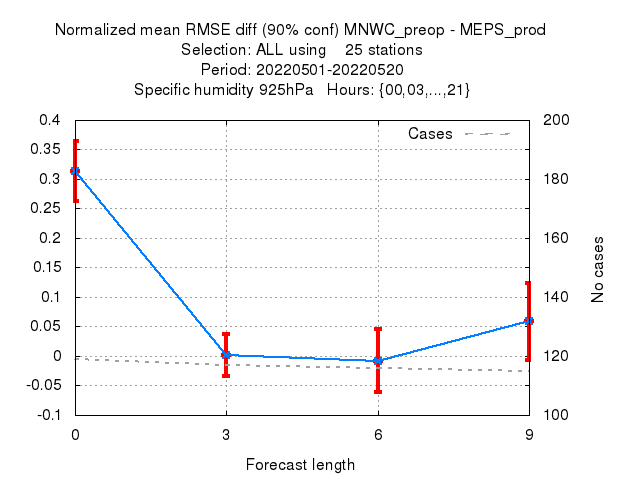 Normalized mean RMSE diff (90% conf) MNWC_preop - MEPS_prod
Selection: ALL using    25 stations
Period: 20220501-20220520
Specific humidity 925hPa   Hours: {00,03,...,21}
Cases
0.4
0.35
0.3
0.25
0.2
0.15
0.1
0.05
0
-0.05
-0.1
200
180
160
140
120
100
No cases
0 3 6 9
Forecast length